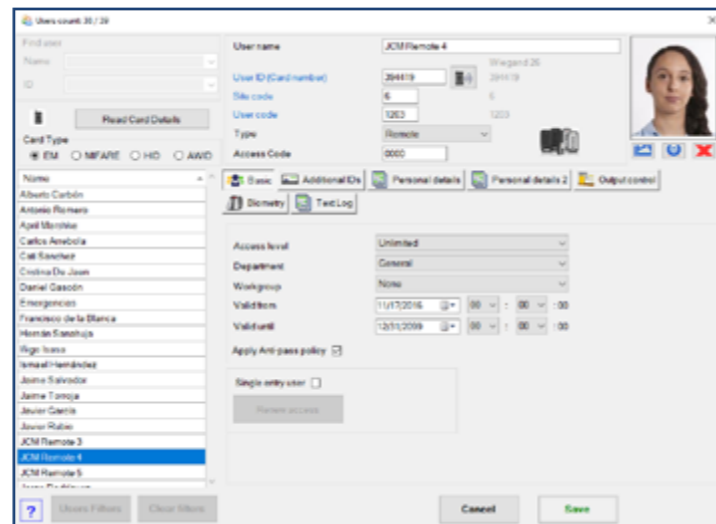 Users count: 38 / 39
Find user
Name
ID
Read Card Details
Card Type
EM MIFARE HID AWID
Name
Alberto Carbón
Antonio Romero
April Marshke
Carlos Arrebola
Cati Sanchez
Cristina De Juan
Daniel Gascón
Emergencies
Francisco de la Blanca
Hernán Sanahuja
Iñigo Isasa
Ismael Hernández
Jaime Salvador
Jaime Torroja
Javier García
Javier Rubio
JCM Remote 3
JCM Remote 4
JCM Remote 5
? Users Filters Clear filters
User name JCM Remote 4
Wiegand 26
User ID (Card number) 394419 394419
Site code 6 6
User code 1203 1203
Type Remote
Access Code 0000
Basic Additional IDs Personal details Personal details 2 Output control
Biometry Text Log
Access level Unlimited
Department General
Workgroup None
Valid from 11/17/2016 00 : 00 : 00
Valid until 12/31/2099 00 : 00 : 00
Apply Anti-pass policy
Single entry user
Renew access
Cancel Save